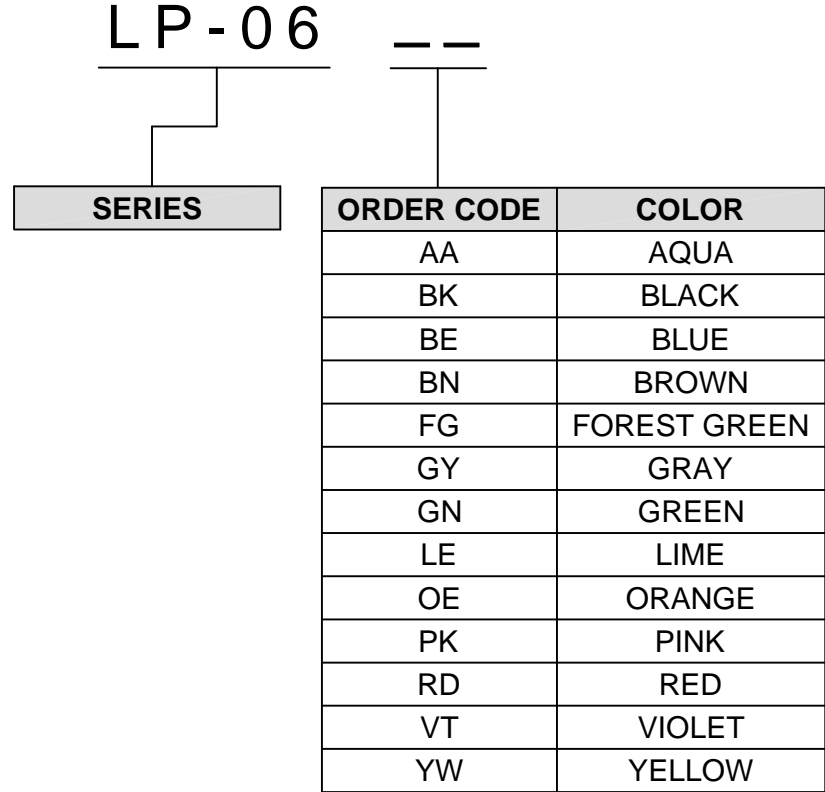 LP-06 __
SERIES
ORDER CODE COLOR
AA AQUA
BK BLACK
BE BLUE
BN BROWN
FG FOREST GREEN
GY GRAY
GN GREEN
LE LIME
OE ORANGE
PK PINK
RD RED
VT VIOLET
YW YELLOW